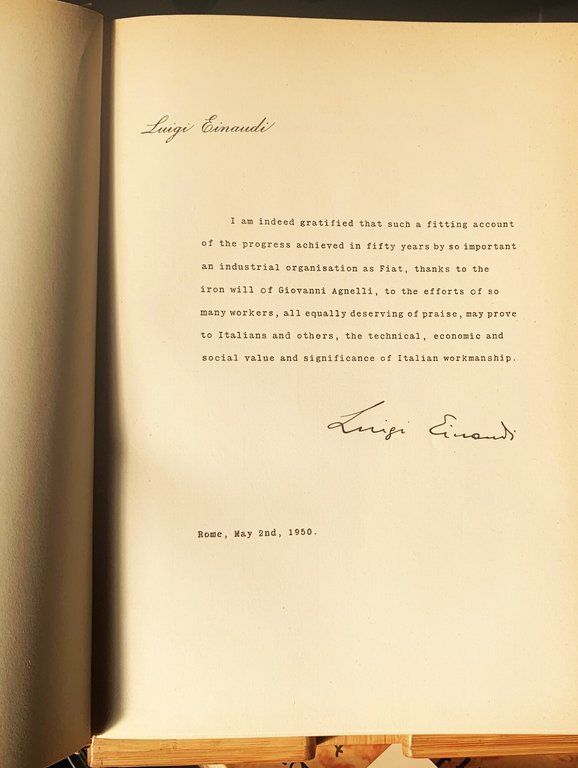 Luigi Einaudi
I am indeed gratified that such a fitting account
of the progress achieved in fifty years by so important
an industrial organisation as Fiat, thanks to the
iron will of Giovanni Agnelli, to the efforts of so
many workers, all equally deserving of praise, may prove
to Italians and others, the technical, economic and
social value and significance of Italian workmanship.
Luigi Einaudi
Rome, May 2nd, 1950.